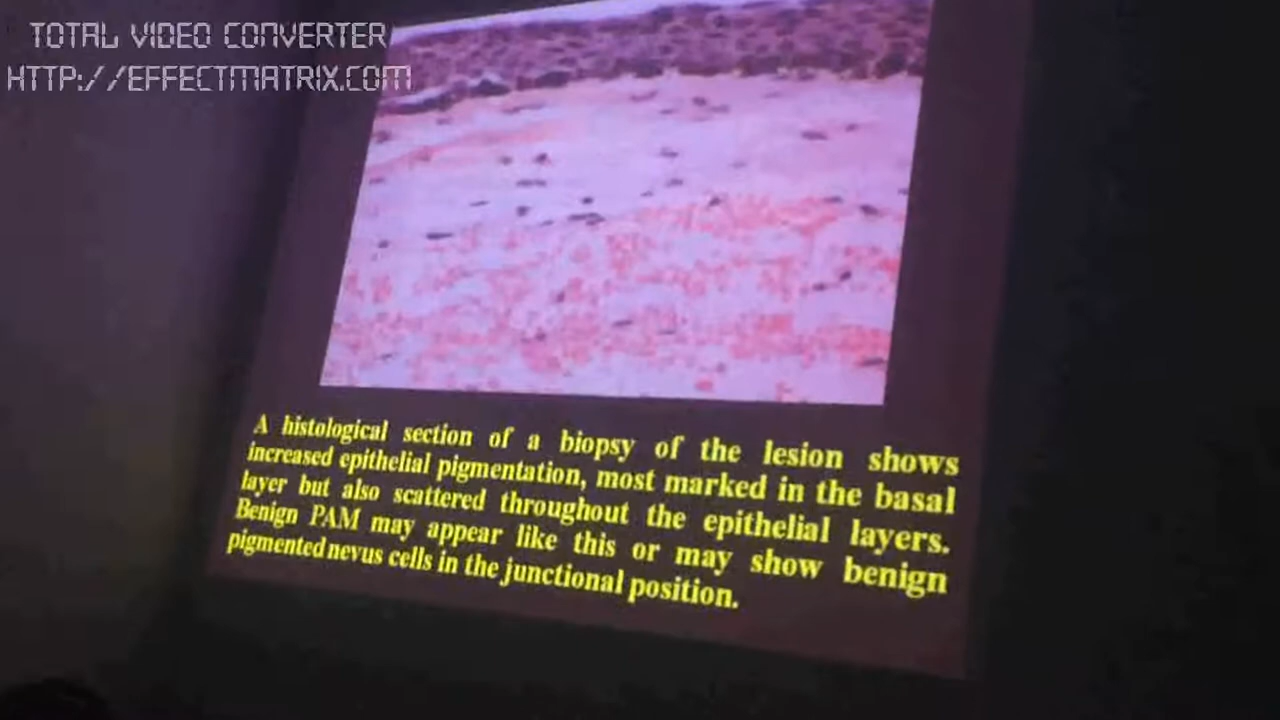 TOTAL VIDEO CONVERTER
HTTP://EFFECTMATRIX.COM
A histological section of a biopsy of the lesion shows
increased epithelial pigmentation, most marked in the basal
layer but also scattered throughout the epithelial layers.
Benign PAM may appear like this or may show benign
pigmented nevus cells in the junctional position.